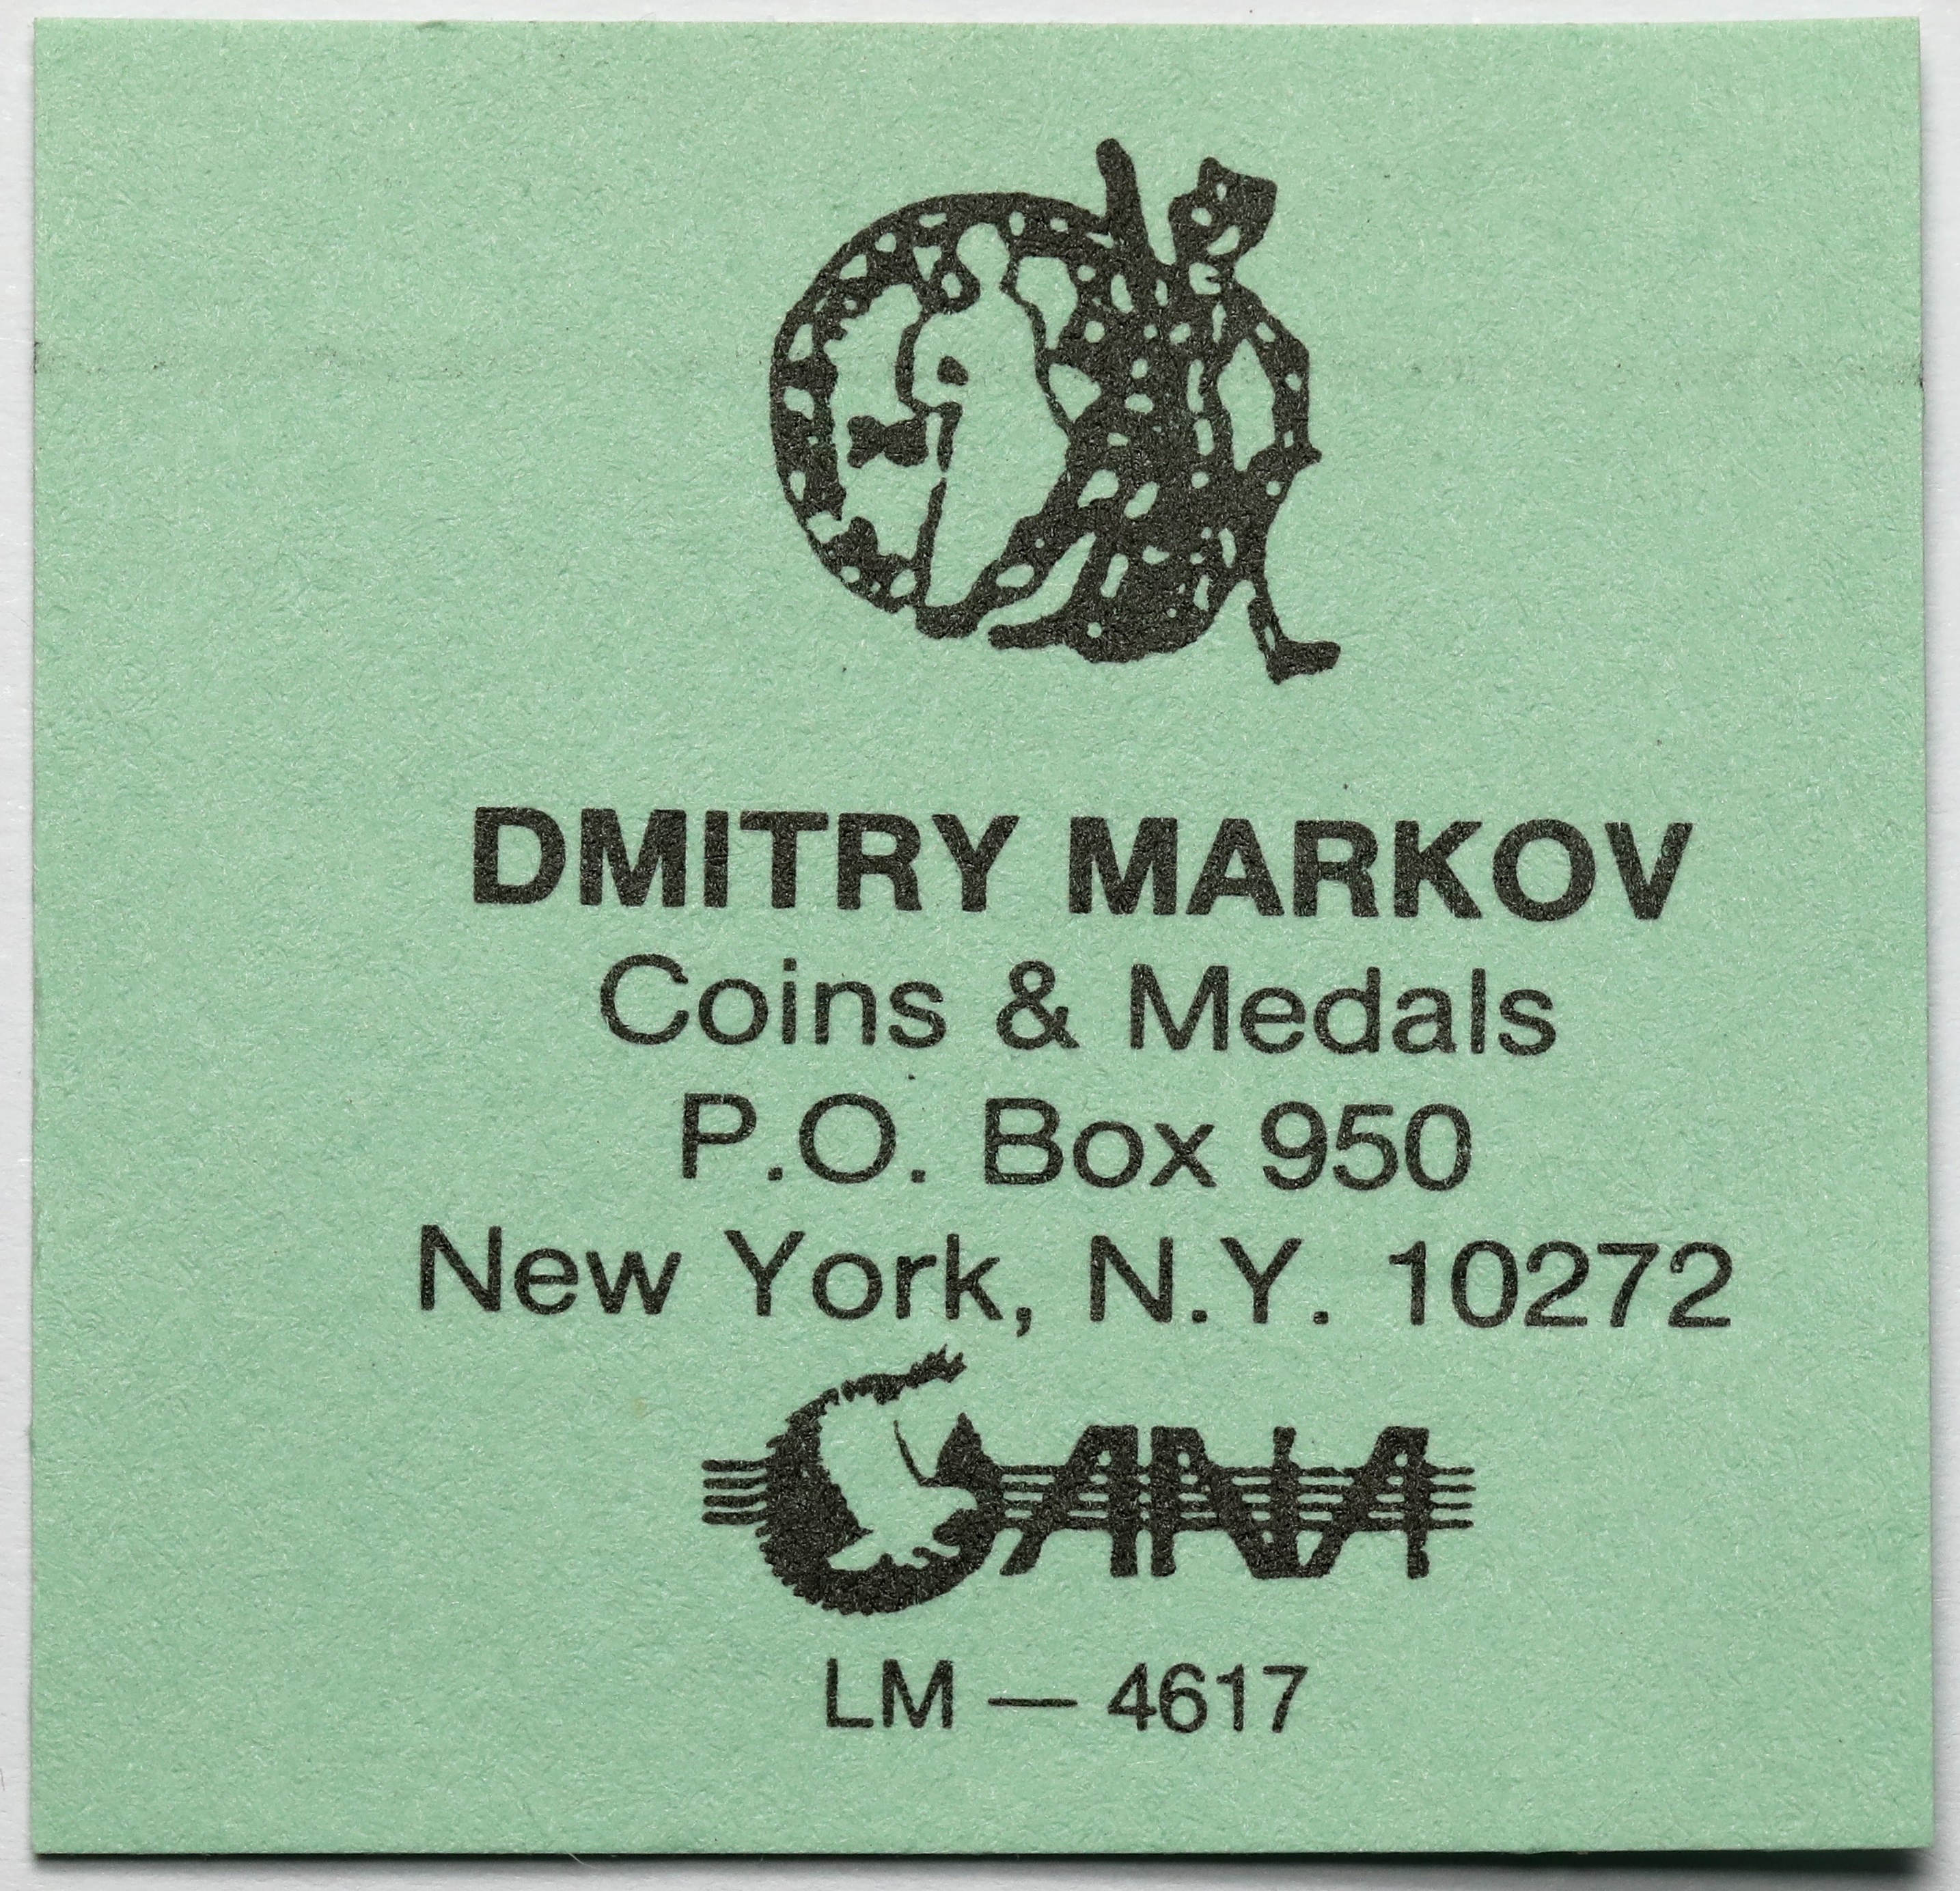 DMITRY MARKOV
Coins & Medals
P.O. Box 950
New York, N.Y. 10272
ANA
LM — 4617